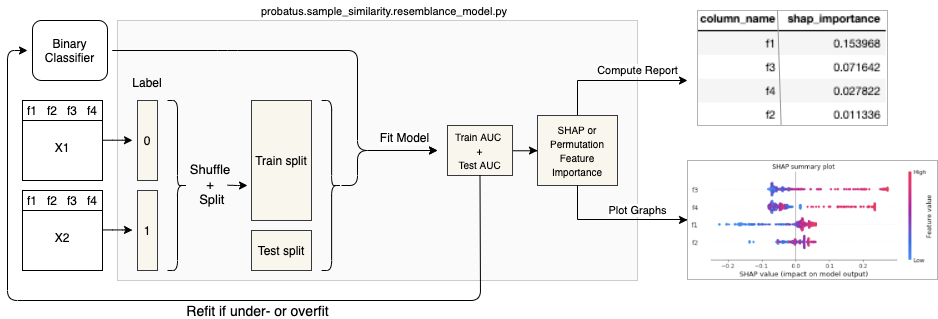 probatus.sample_similarity.resemblance_model.py
Binary
Classifier
Label
f1 f2 f3 f4
X1
0
f1 f2 f3 f4
X2
1
Shuffle
+
Split
Train split
Test split
Fit Model
Train AUC
+
Test AUC
SHAP or
Permutation
Feature
Importance
Compute Report
Plot Graphs
Refit if under- or overfit
column_name shap_importance
f1 0.153968
f3 0.071642
f4 0.027822
f2 0.011336
SHAP summary plot
f3
f4
f1
f2
−0.2 −0.1 0.0 0.1 0.2
SHAP value (impact on model output)
High
Feature value
Low